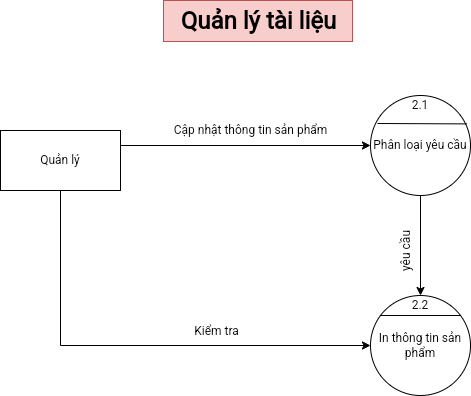 Quản lý tài liệu
2.1
Cập nhật thông tin sản phẩm
Phân loại yêu cầu
Quản lý
yêu cầu
2.2
Kiểm tra
In thông tin sản
phẩm